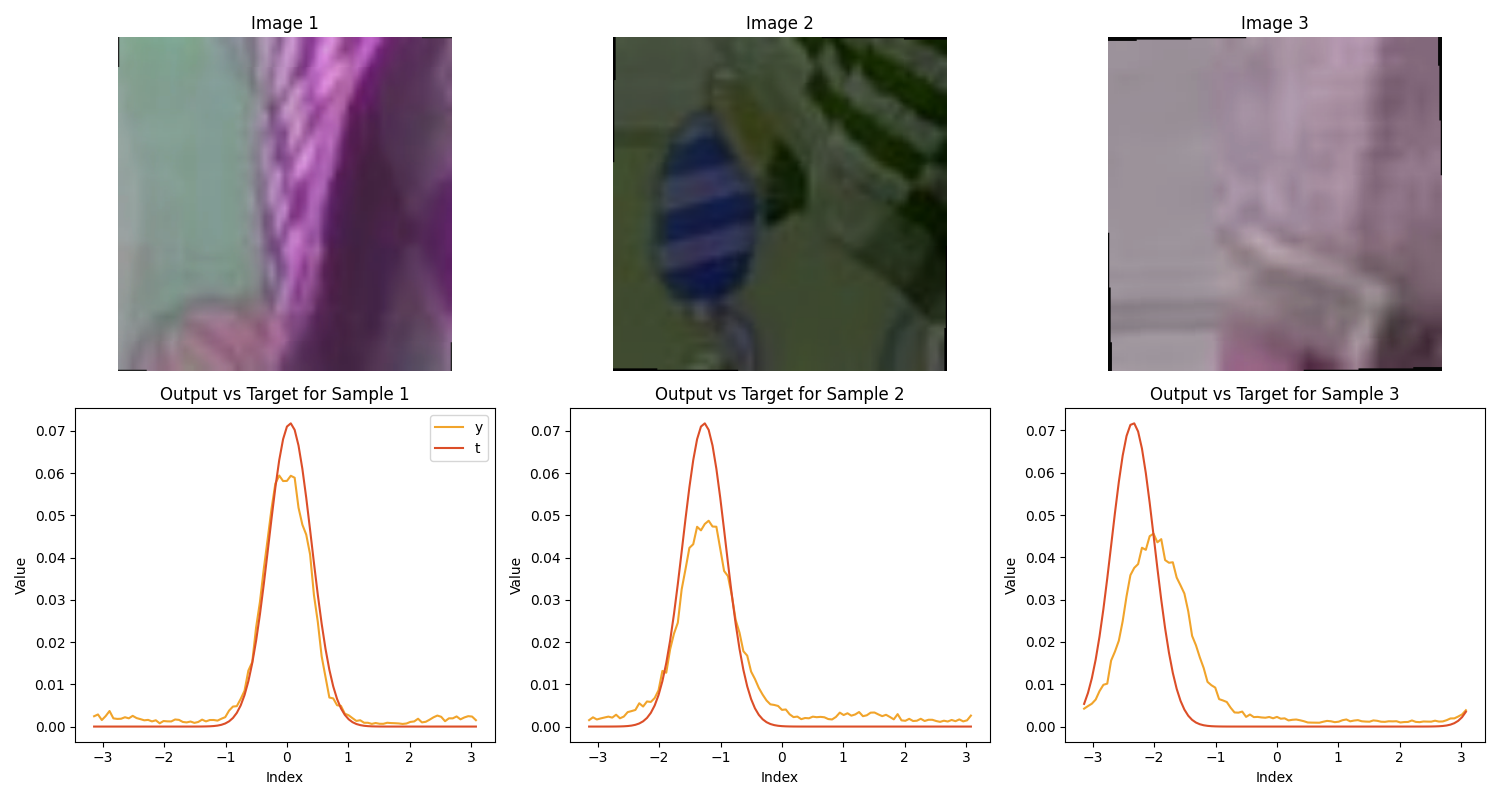 Image 1
Image 2
Image 3
Output vs Target for Sample 1
0.07
0.06
0.05
0.04
0.03
0.02
0.01
0.00
Value
−3 −2 −1 0 1 2 3
Index
y
t
Output vs Target for Sample 2
0.07
0.06
0.05
0.04
0.03
0.02
0.01
0.00
Value
−3 −2 −1 0 1 2 3
Index
Output vs Target for Sample 3
0.07
0.06
0.05
0.04
0.03
0.02
0.01
0.00
Value
−3 −2 −1 0 1 2 3
Index